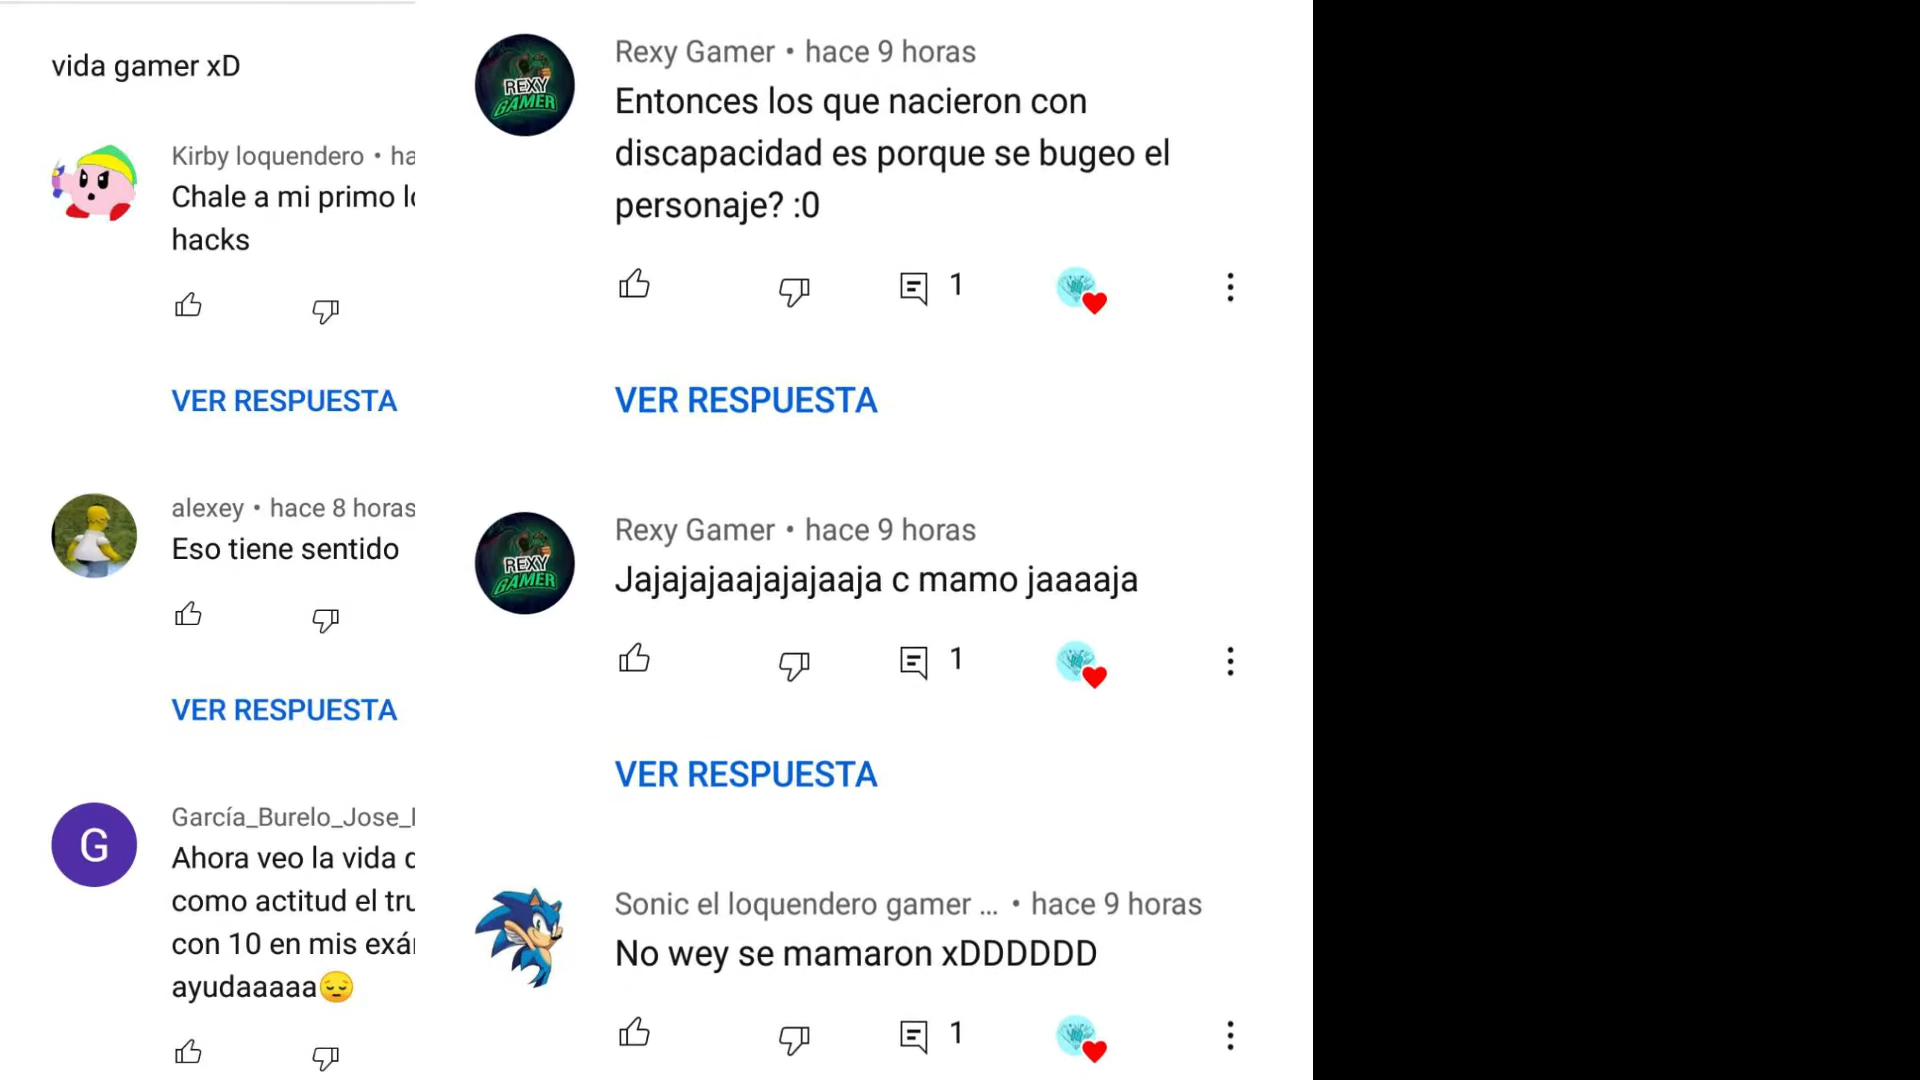 vida gamer xD
Kirby loquendero •
Chale a mi primo
hacks
VER RESPUESTA
alexey • hace 8 horas
Eso tiene sentido
VER RESPUESTA
G
García_Burelo_Jose_
Ahora veo la vida
como actitud el
con 10 en mis
ayudaaaaa😔
REXY
GAMER
Rexy Gamer • hace 9 horas
Entonces los que nacieron con
discapacidad es porque se bugeo el
personaje? :0
1
VER RESPUESTA
REXY
GAMER
Rexy Gamer • hace 9 horas
Jajajajaajajajaaja c mamo jaaaaja
1
VER RESPUESTA
Sonic el loquendero gamer ... • hace 9 horas
No wey se mamaron xDDDDDD
1